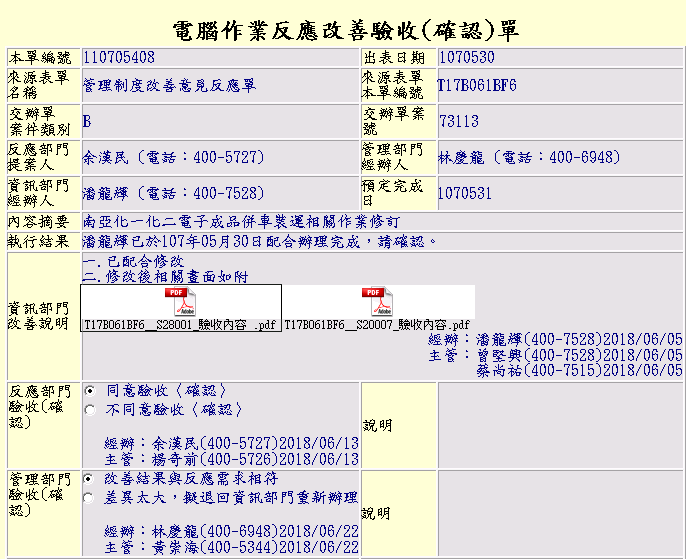 電腦作業反應改善驗收(確認)單
本單編號 110705408 出表日期 1070530
來源表單名稱 管理制度改善意見反應單 來源表單本單編號 T17B061BF6
交辦單案件類別 B 交辦單案號 73113
反應部門提案人 余漢民 (電話：400-5727) 管理部門經辦人 林慶龍 (電話：400-6948)
資訊部門經辦人 潘龍輝 (電話：400-7528) 預定完成日 1070531
內容摘要 南亞化一化二電子成品併車裝運相關作業修訂
執行結果 潘龍輝已於107年05月30日配合辦理完成，請確認。
資訊部門改善說明
一.已配合修改
二.修改後相關畫面如附
PDF Adobe PDF Adobe
T17B061BF6__S28001_驗收內容 .pdf T17B061BF6__S20007_驗收內容.pdf
經辦：潘龍輝(400-7528)2018/06/05
主管：曾堅興(400-7528)2018/06/05
蔡尚祐(400-7515)2018/06/05
反應部門驗收(確認)
同意驗收〈確認〉
不同意驗收〈確認〉
經辦：余漢民(400-5727)2018/06/13
主管：楊奇前(400-5726)2018/06/13
說明
管理部門驗收(確認)
改善結果與反應需求相符
差異太大，擬退回資訊部門重新辦理
經辦：林慶龍(400-6948)2018/06/22
主管：黃崇海(400-5344)2018/06/22
說明